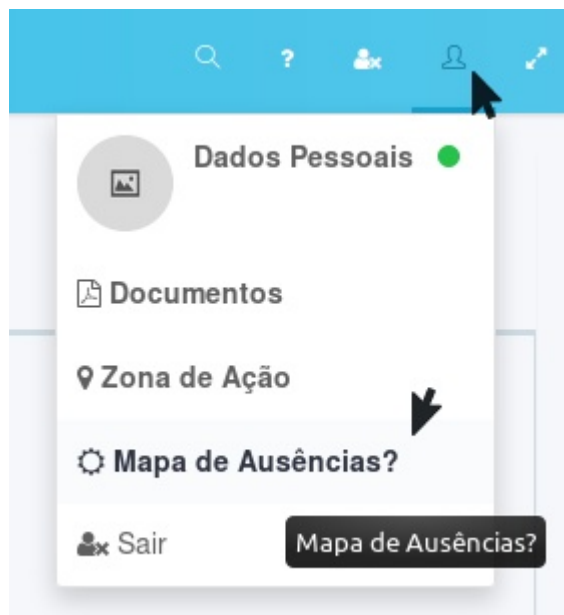 ?
Dados Pessoais
Documentos
Zona de Ação
Mapa de Ausências?
Sair
Mapa de Ausências?